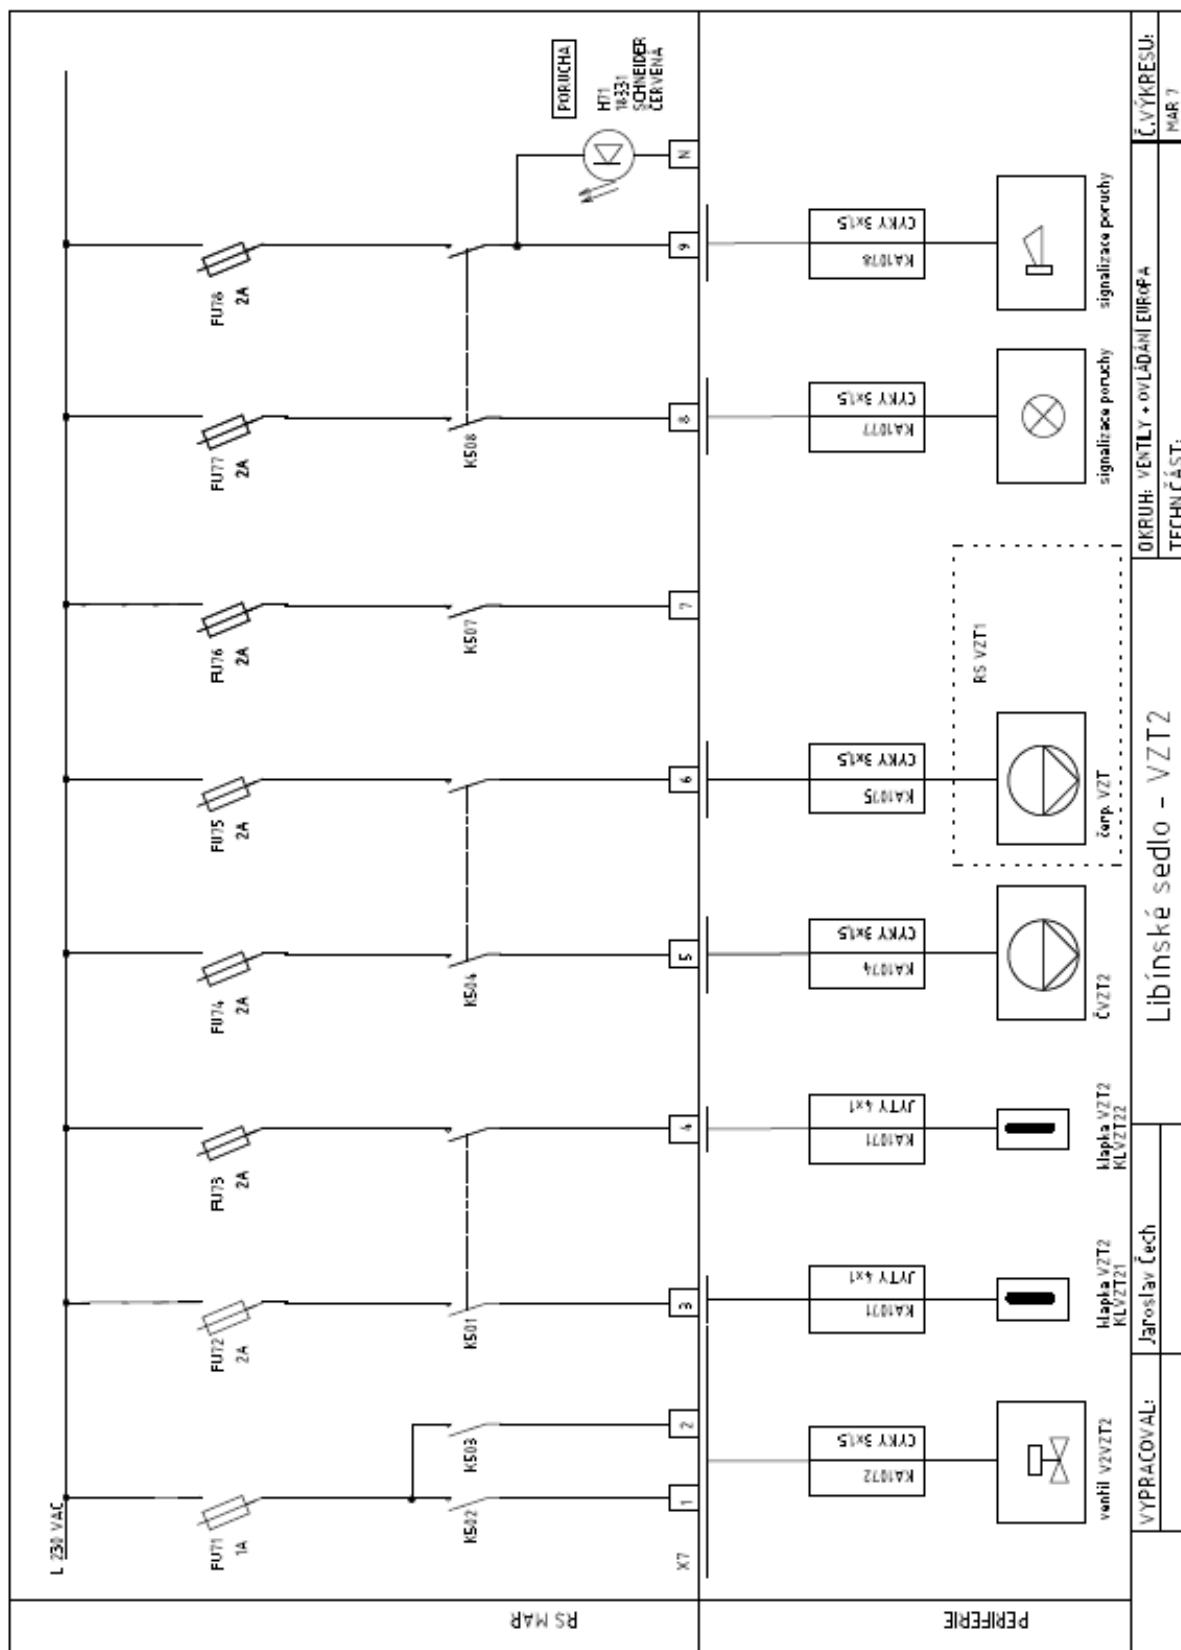 L 230 VAC
FU71
1A
FU72
2A
FU73
2A
FU74
2A
FU75
2A
FU76
2A
FU77
2A
FU78
2A
PORUCHA
H71
18331
SCHNEIDER
ČERVENÁ
K502
K503
K501
K504
K507
K508
RS MAR
X7
1
2
3
4
5
6
7
8
9
N
KA1072
CYKY 3x1,5
KA1071
JYTY 4x1
KA1071
JYTY 4x1
KA1074
CYKY 3x1,5
KA1075
CYKY 3x1,5
KA1077
CYKY 3x1,5
KA1078
CYKY 3x1,5
RS VZT1
PERIFERIE
ventil V2VZT2
klapka VZT2
KLVZT21
klapka VZT2
KLVZT22
ČVZT2
čerp. VZT
signalizace poruchy
signalizace poruchy
VYPRACOVAL:
Jaroslav Čech
Libínské sedlo - VZT2
OKRUH: VENTILY + OVLÁDÁNÍ EUROPA
TECHN.ČÁST:
Č.VÝKRESU:
MAR 7